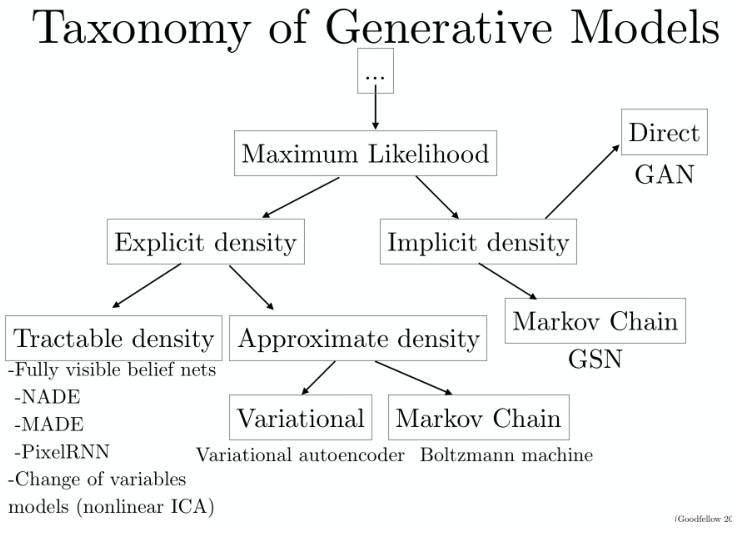 Taxonomy of Generative Models
...
Maximum Likelihood
Direct
GAN
Explicit density
Implicit density
Tractable density
Approximate density
Markov Chain
GSN
-Fully visible belief nets
-NADE
-MADE
-PixelRNN
-Change of variables
models (nonlinear ICA)
Variational
Markov Chain
Variational autoencoder
Boltzmann machine
(Goodfellow 20